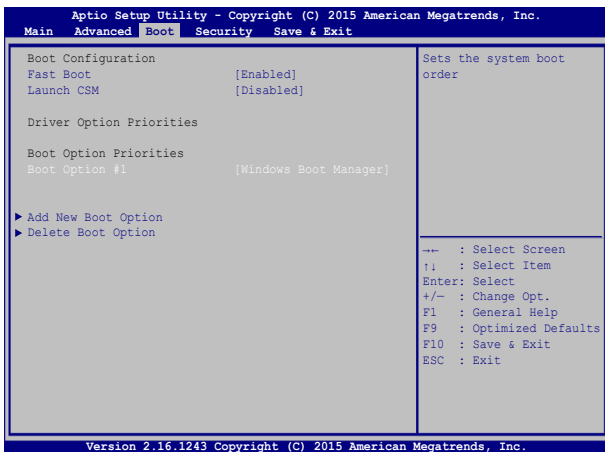 Aptio Setup Utility - Copyright (C) 2015 American Megatrends, Inc.
Main Advanced Boot Security Save & Exit
Boot Configuration
Fast Boot [Enabled]
Launch CSM [Disabled]
Driver Option Priorities
Boot Option Priorities
Boot Option #1 [Windows Boot Manager]
▶ Add New Boot Option
▶ Delete Boot Option
Sets the system boot
order
→← : Select Screen
↑↓ : Select Item
Enter: Select
+/— : Change Opt.
F1 : General Help
F9 : Optimized Defaults
F10 : Save & Exit
ESC : Exit
Version 2.16.1243 Copyright (C) 2015 American Megatrends, Inc.